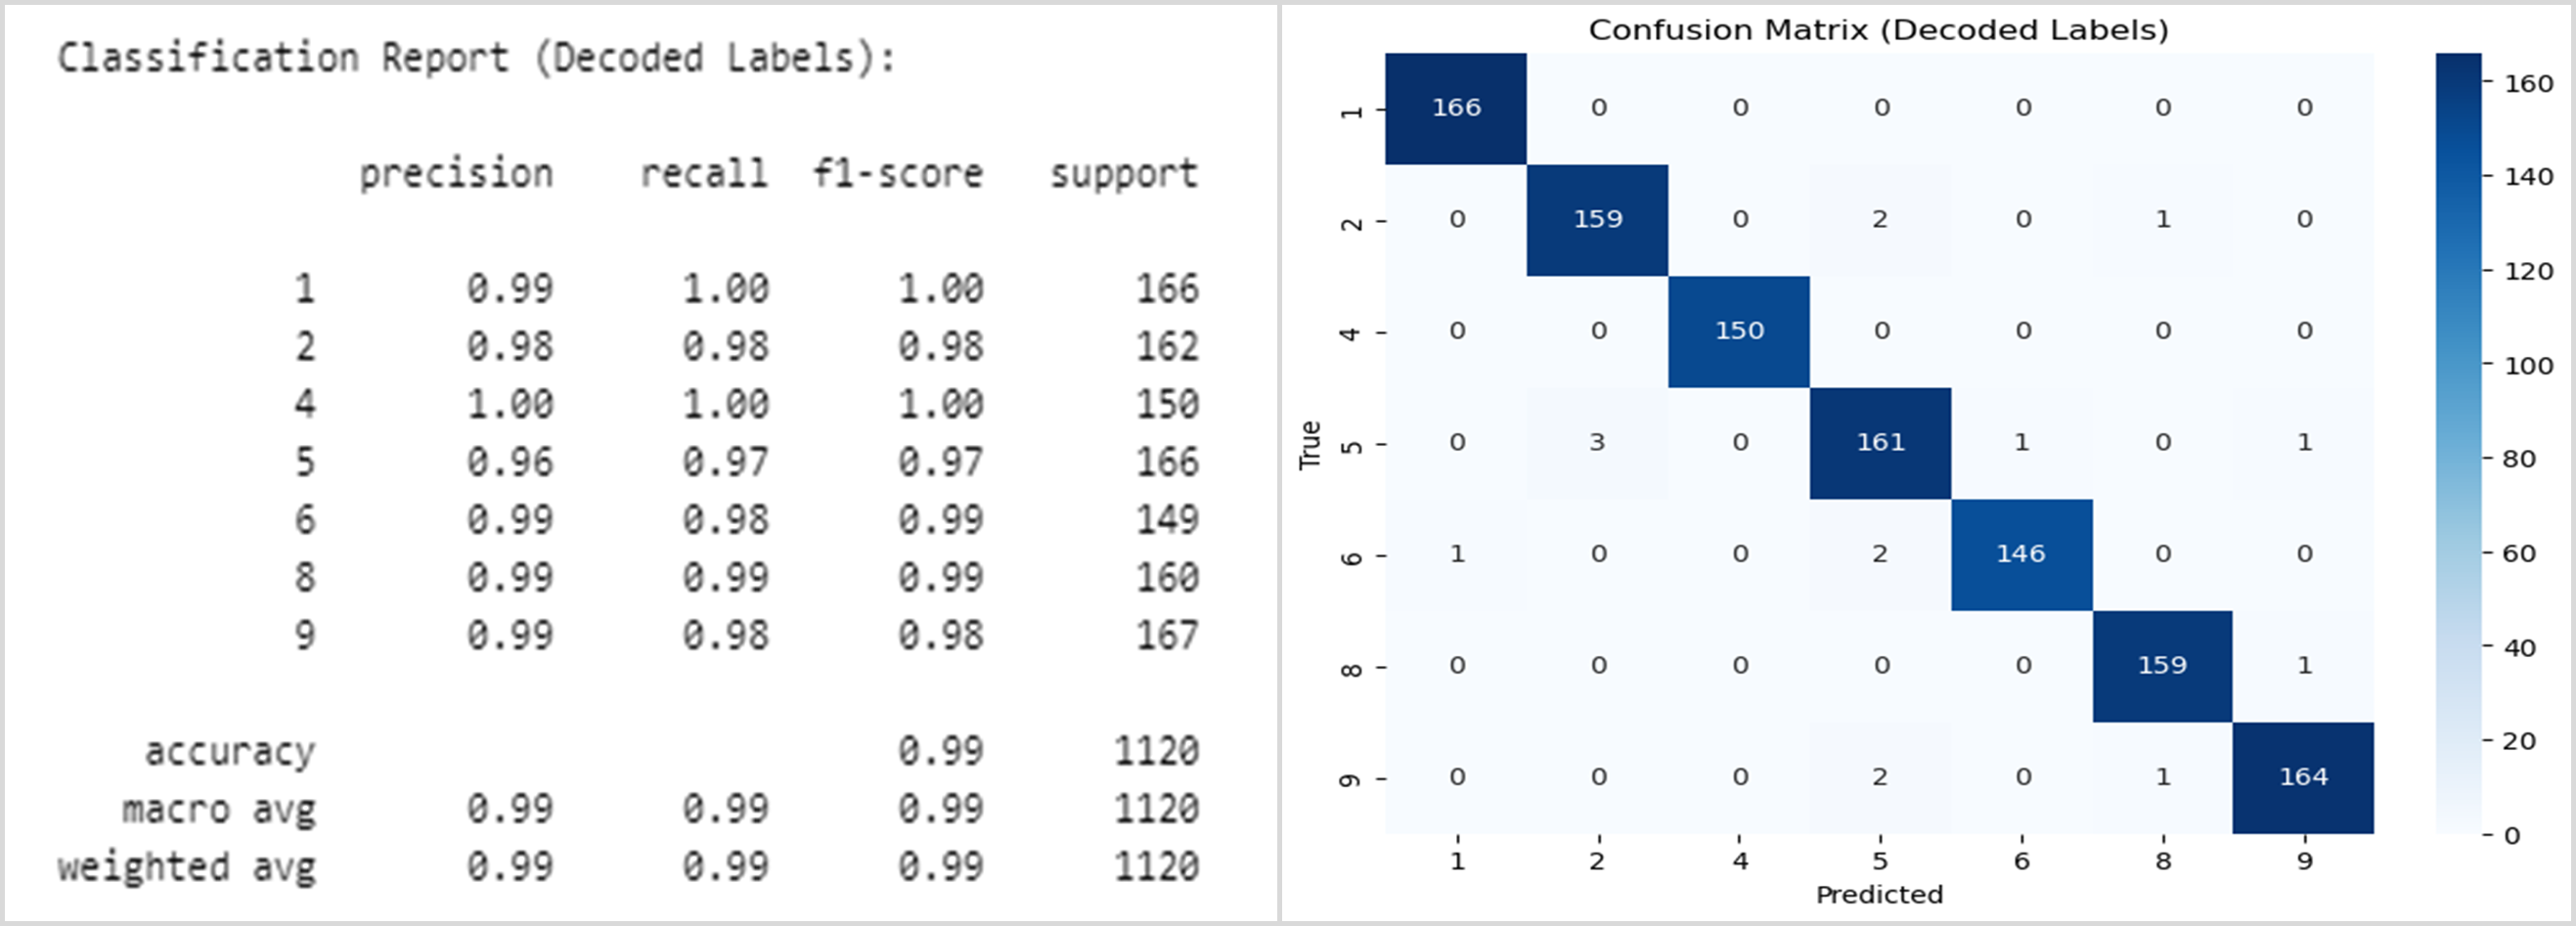 Classification Report (Decoded Labels):
precision recall f1-score support
1 0.99 1.00 1.00 166
2 0.98 0.98 0.98 162
4 1.00 1.00 1.00 150
5 0.96 0.97 0.97 166
6 0.99 0.98 0.99 149
8 0.99 0.99 0.99 160
9 0.99 0.98 0.98 167
accuracy 0.99 1120
macro avg 0.99 0.99 0.99 1120
weighted avg 0.99 0.99 0.99 1120
Confusion Matrix (Decoded Labels)
True
1 166 0 0 0 0 0 0
2 0 159 0 2 0 1 0
4 0 0 150 0 0 0 0
5 0 3 0 161 1 0 1
6 1 0 0 2 146 0 0
8 0 0 0 0 0 159 1
9 0 0 0 2 0 1 164
1 2 4 5 6 8 9
Predicted
160
140
120
100
80
60
40
20
0